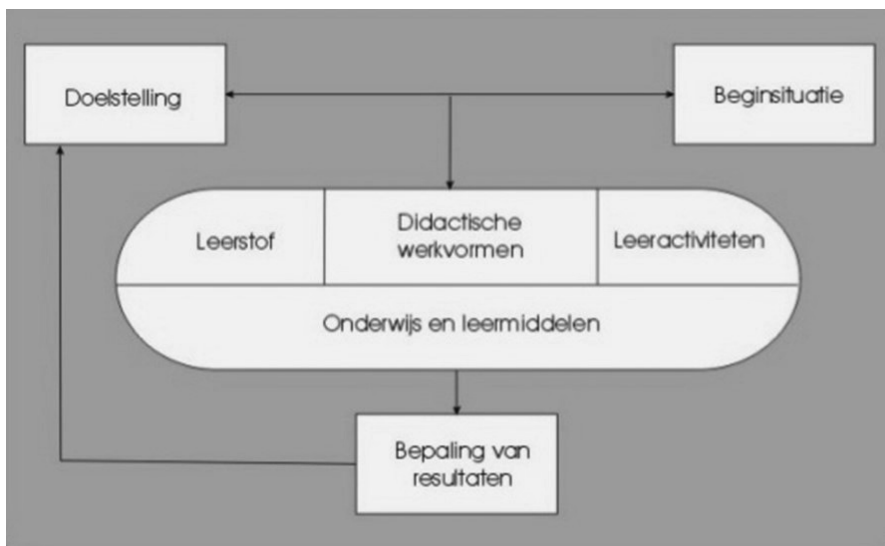 Doelstelling
Beginsituatie
Leerstof
Didactische
werkvormen
Leeractiviteten
Onderwijs en leermiddelen
Bepaling van
resultaten